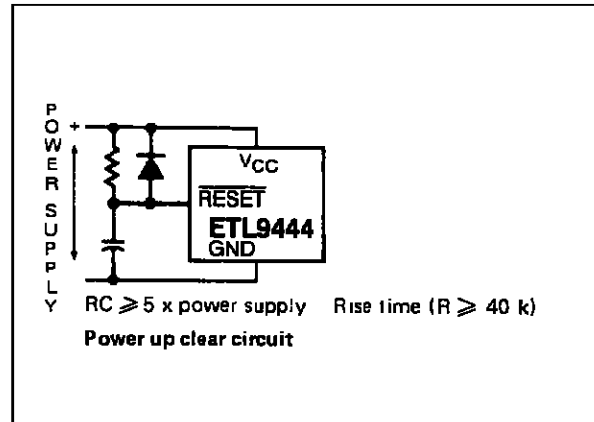 POWER SUPPLY
+
VCC
RESET
ETL9444
GND
RC ⩾ 5 x power supply Rise time (R ⩾ 40 k)
Power up clear circuit